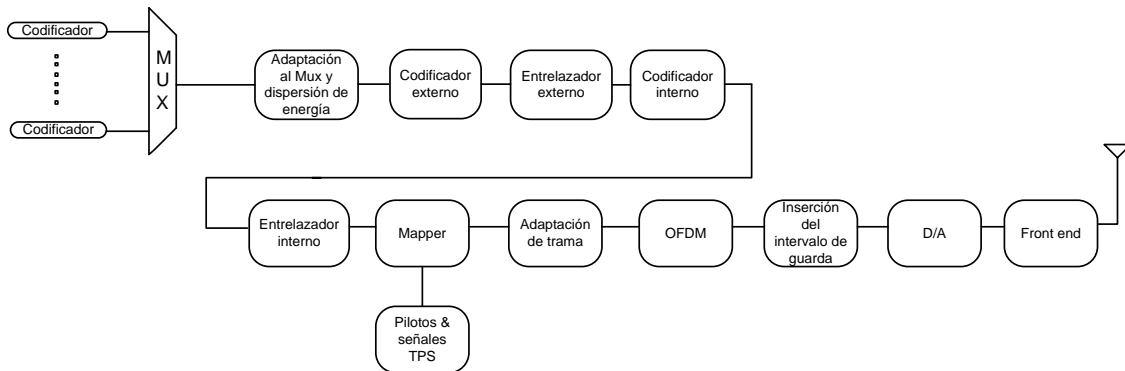 Codificador
Codificador
M
U
X
Adaptación
al Mux y
dispersión de
energía
Codificador
externo
Entrelazador
externo
Codificador
interno
Entrelazador
interno
Mapper
Adaptación
de trama
OFDM
Inserción
del
intervalo de
guarda
D/A
Front end
Pilotos &
señales
TPS